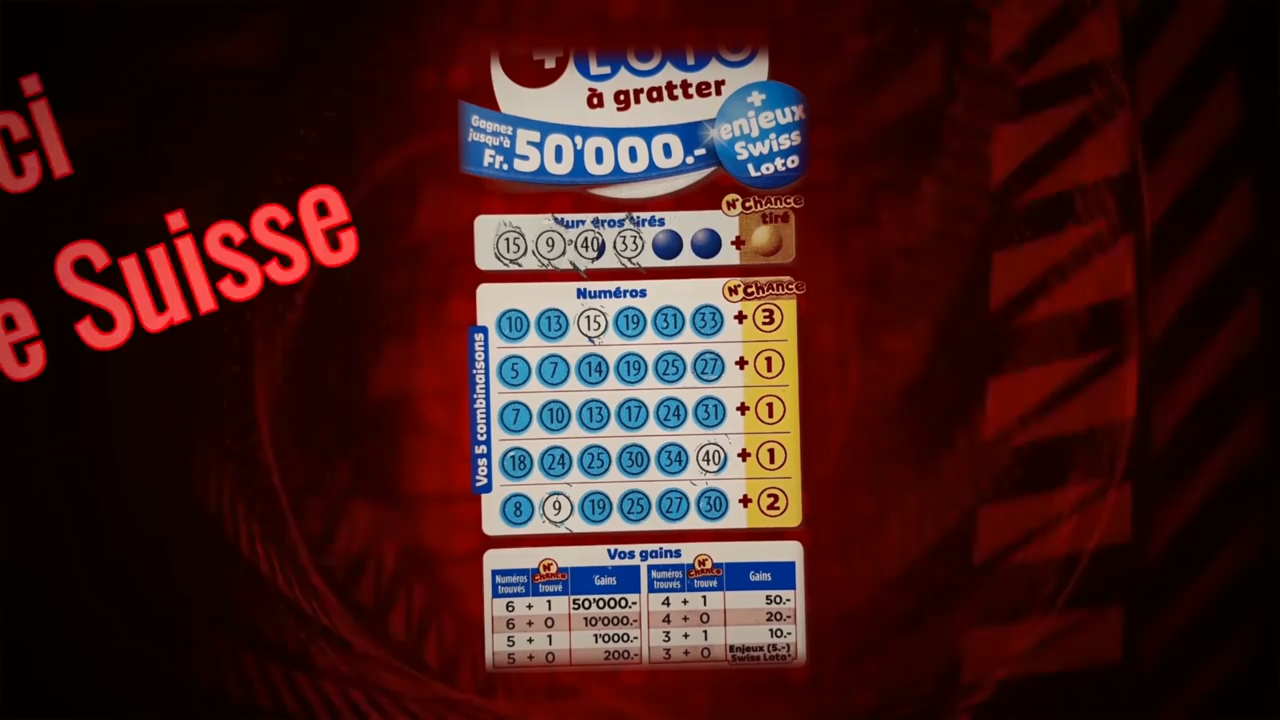 ci
e Suisse
+ LOTO
à gratter
Gagnez
jusqu'à
Fr. 50'000.-
+
enjeux
Swiss
Loto
Numéros tirés
N° Chance
tiré
15 9 40 33 +
Numéros
N° Chance
Vos 5 combinaisons
10 13 15 19 31 33 + 3
5 7 14 19 25 27 + 1
7 10 13 17 24 31 + 1
18 24 25 30 34 40 + 1
8 9 19 25 27 30 + 2
Vos gains
Numéros trouvés N° Chance trouvé Gains Numéros trouvés N° Chance trouvé Gains
6 + 1 50'000.- 4 + 1 50.-
6 + 0 10'000.- 4 + 0 20.-
5 + 1 1'000.- 3 + 1 10.-
5 + 0 200.- 3 + 0 Enjeux (5.-) Swiss Loto*